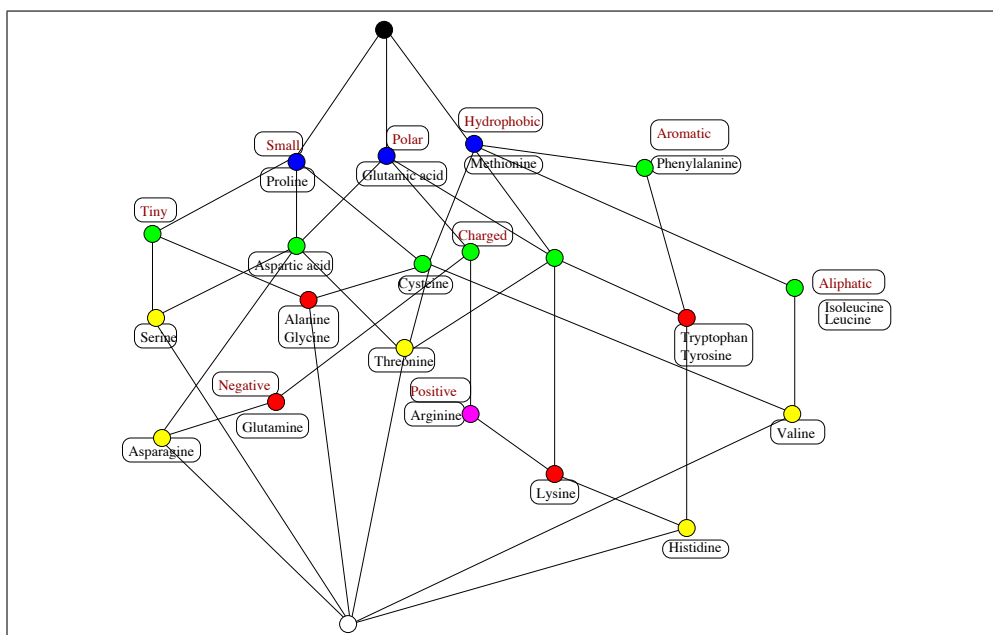 Hydrophobic
Aromatic
Polar
Small
Methionine
Phenylalanine
Glutamic acid
Proline
Tiny
Charged
Aspartic acid
Cysteine
Aliphatic
Isoleucine
Leucine
Alanine
Glycine
Serine
Tryptophan
Tyrosine
Threonine
Negative
Positive
Arginine
Glutamine
Valine
Asparagine
Lysine
Histidine